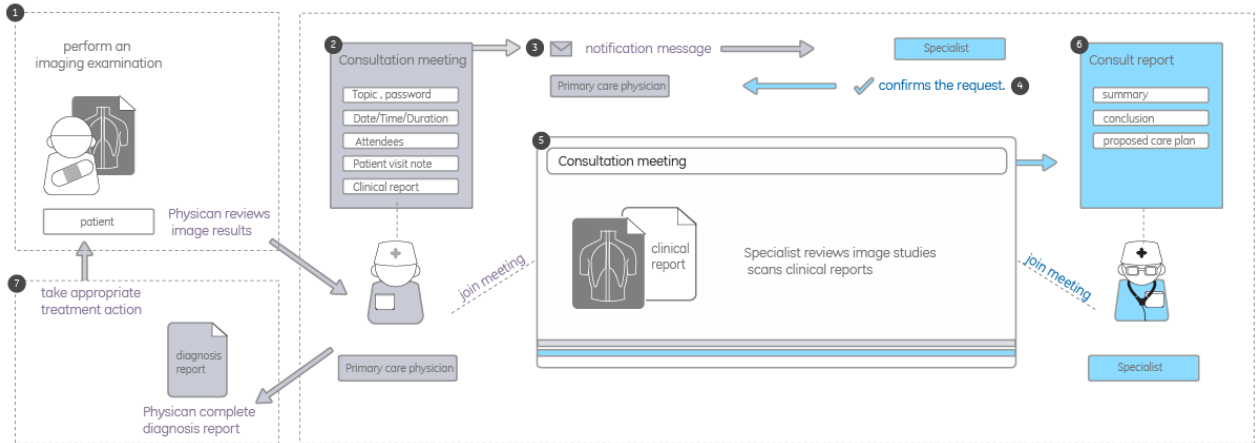 1
perform an
imaging examination
patient
Physican reviews
image results
2
Consultation meeting
Topic , password
Date/Time/Duration
Attendees
Patient visit note
Clinical report
3
notification message
Specialist
Primary care physician
confirms the request.
4
5
Consultation meeting
clinical
report
Specialist reviews image studies
scans clinical reports
join meeting
join meeting
6
Consult report
summary
conclusion
proposed care plan
Primary care physician
Specialist
7
take appropriate
treatment action
diagnosis
report
Physican complete
diagnosis report